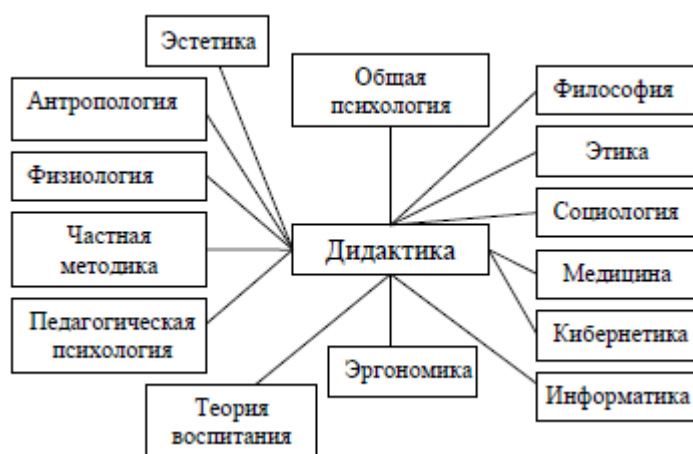 Эстетика
Общая
психология
Антропология
Философия
Физиология
Этика
Частная
методика
Социология
Дидактика
Медицина
Педагогическая
психология
Кибернетика
Эргономика
Информатика
Теория
воспитания